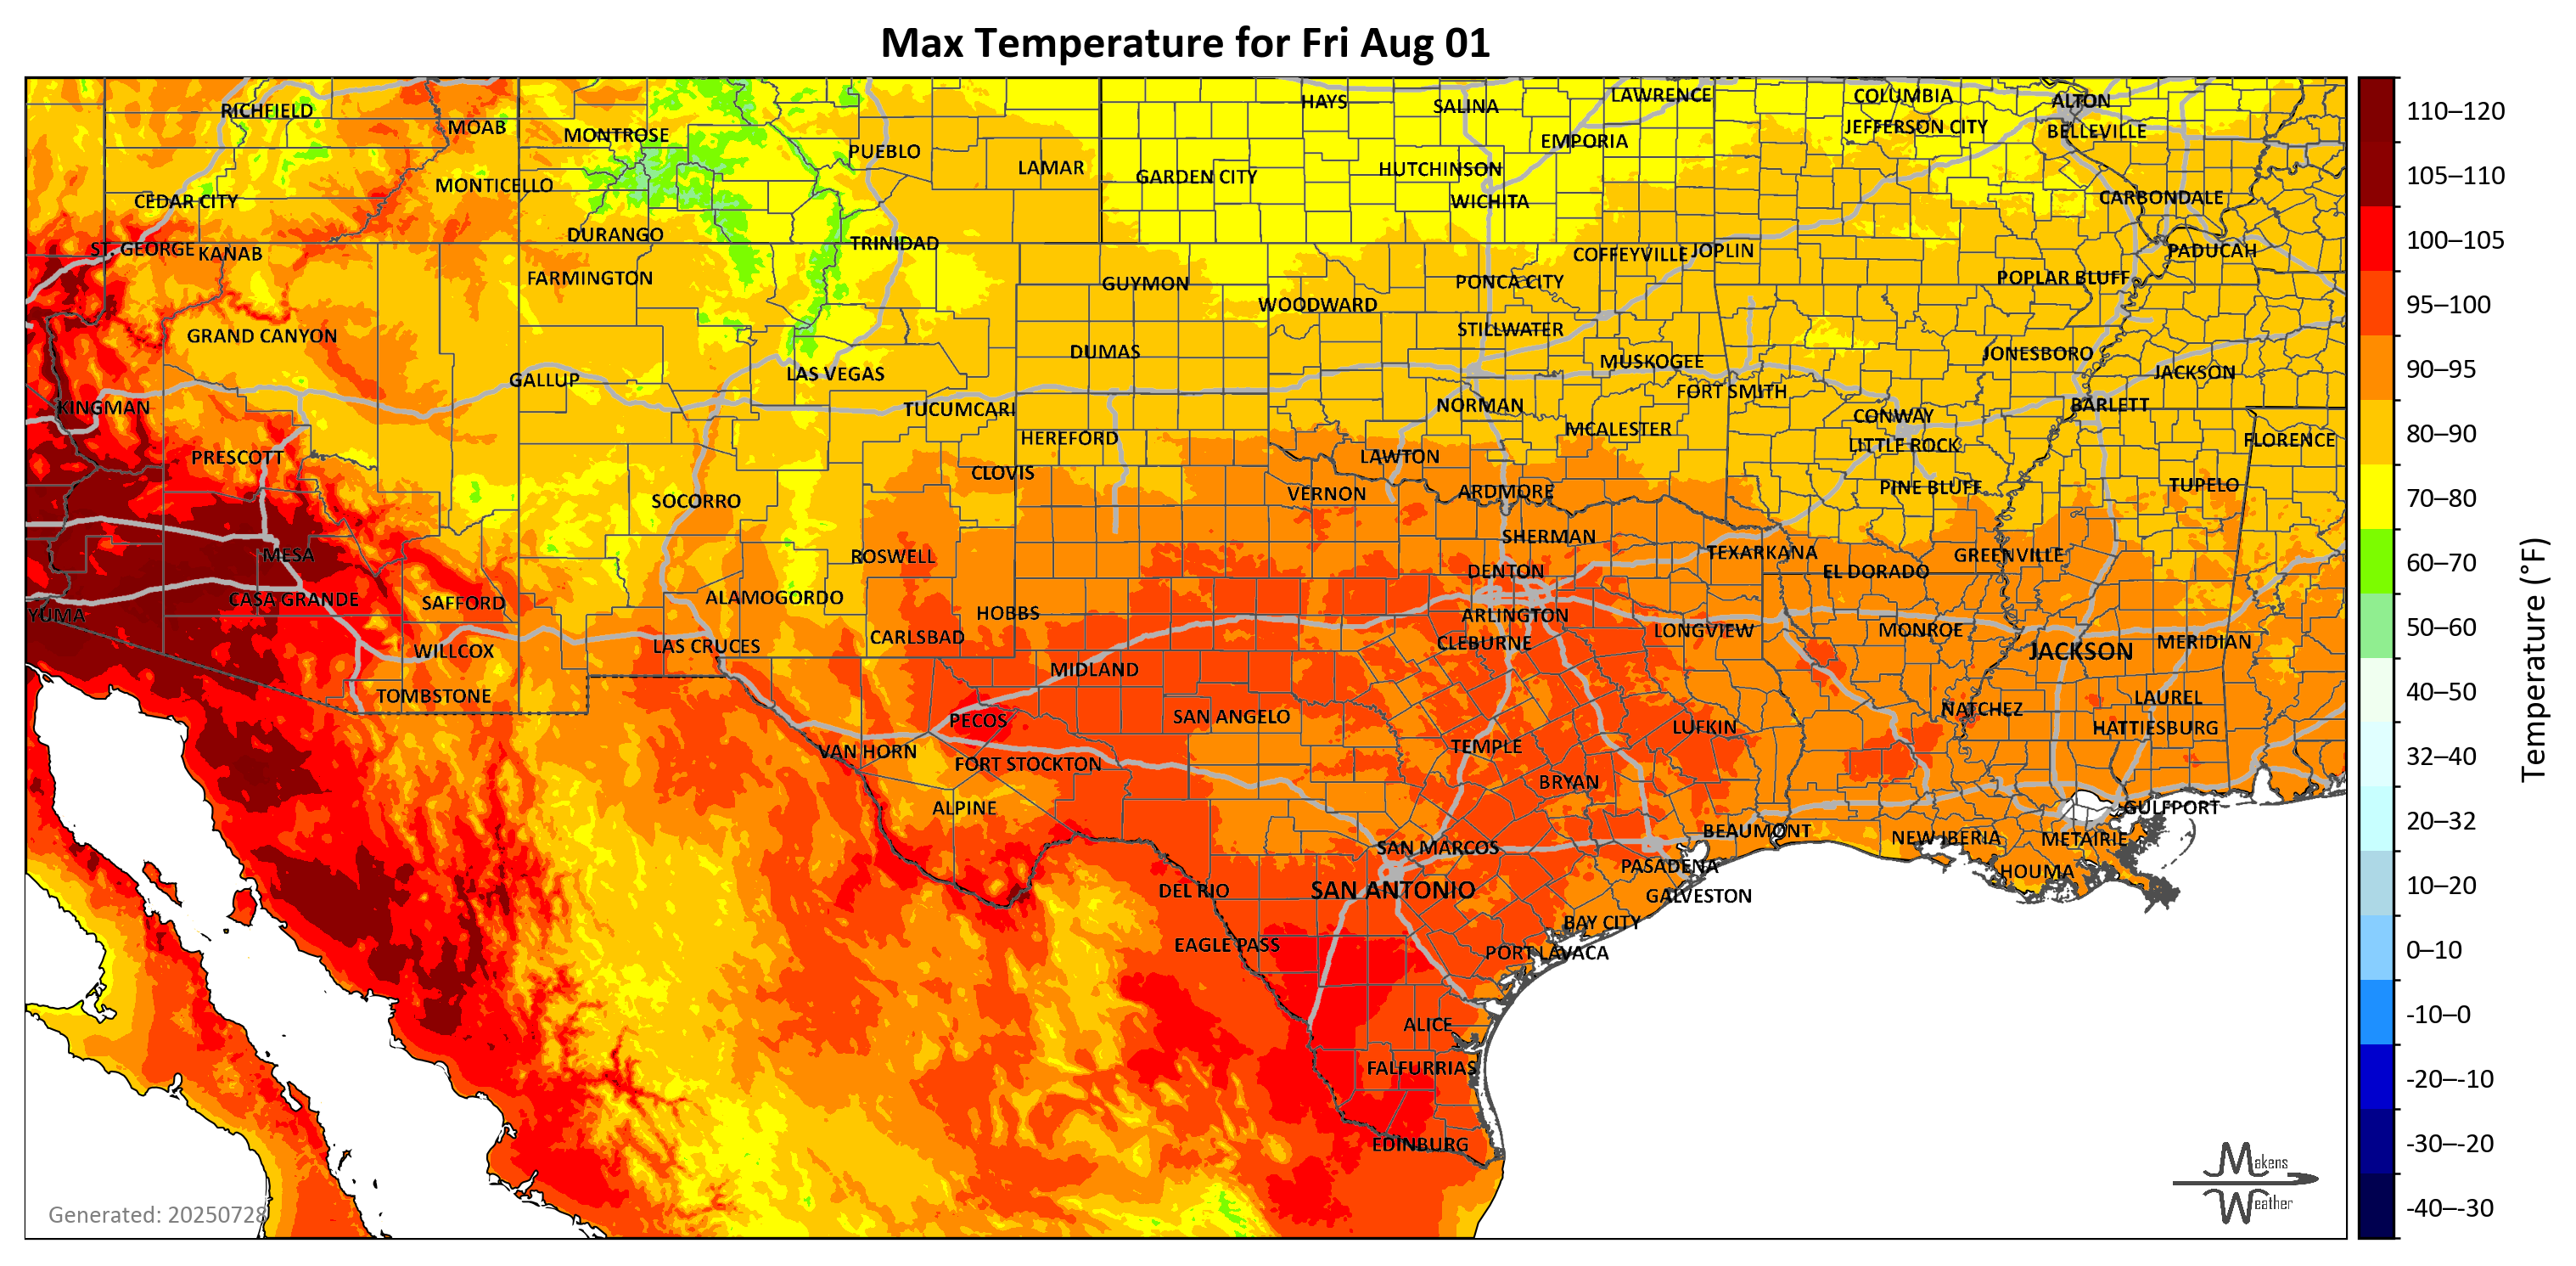 Max Temperature for Fri Aug 01
RICHFIELD
MOAB
MONTROSE
PUEBLO
LAMAR
HAYS
SALINA
LAWRENCE
COLUMBIA
ALTON
JEFFERSON CITY
BELLEVILLE
EMPORIA
HUTCHINSON
GARDEN CITY
WICHITA
CARBONDALE
MONTICELLO
CEDAR CITY
DURANGO
TRINIDAD
ST. GEORGE
KANAB
COFFEYVILLE
JOPLIN
PADUCAH
FARMINGTON
GUYMON
PONCA CITY
POPLAR BLUFF
WOODWARD
GRAND CANYON
STILLWATER
DUMAS
MUSKOGEE
JONESBORO
JACKSON
GALLUP
LAS VEGAS
FORT SMITH
KINGMAN
TUCUMCARI
NORMAN
CONWAY
BARLETT
HEREFORD
MCALESTER
LITTLE ROCK
FLORENCE
PRESCOTT
CLOVIS
LAWTON
SOCORRO
VERNON
ARDMORE
PINE BLUFF
TUPELO
MESA
ROSWELL
SHERMAN
TEXARKANA
GREENVILLE
DENTON
EL DORADO
YUMA
CASA GRANDE
SAFFORD
ALAMOGORDO
HOBBS
ARLINGTON
CLEBURNE
LONGVIEW
MONROE
JACKSON
MERIDIAN
WILLCOX
LAS CRUCES
CARLSBAD
MIDLAND
TOMBSTONE
PECOS
SAN ANGELO
NATCHEZ
LAUREL
HATTIESBURG
VAN HORN
FORT STOCKTON
TEMPLE
LUFKIN
BRYAN
ALPINE
GULFPORT
SAN MARCOS
BEAUMONT
NEW IBERIA
METAIRIE
PASADENA
HOUMA
DEL RIO
SAN ANTONIO
GALVESTON
BAY CITY
EAGLE PASS
PORT LAVACA
ALICE
FALFURRIAS
EDINBURG
Generated: 20250728
Makens
Weather
110–120
105–110
100–105
95–100
90–95
80–90
70–80
60–70
50–60
40–50
32–40
20–32
10–20
0–10
-10–0
-20–-10
-30–-20
-40–-30
Temperature (°F)